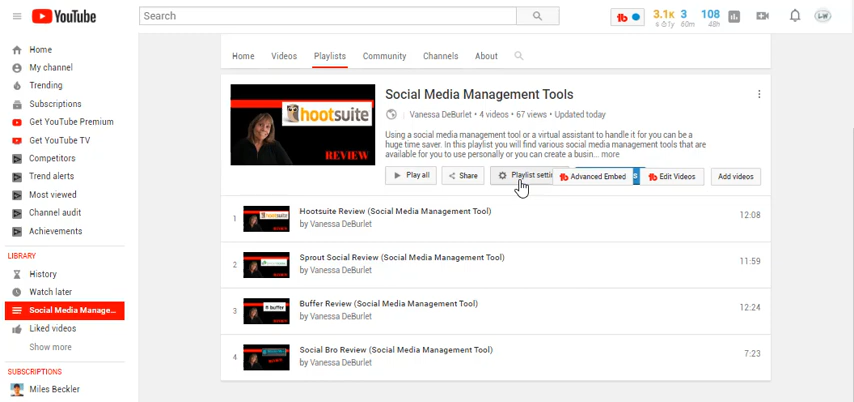 YouTube
Search
3.1K 3 108
s @1y 60m 48h
Home
My channel
Trending
Subscriptions
Get YouTube Premium
Get YouTube TV
Competitors
Trend alerts
Most viewed
Channel audit
Achievements
LIBRARY
History
Watch later
Social Media Manage...
Liked videos
Show more
SUBSCRIPTIONS
Miles Beckler
Home Videos Playlists Community Channels About
hootsuite
REVIEW
Social Media Management Tools
Vanessa DeBurlet • 4 videos • 67 views • Updated today
Using a social media management tool or a virtual assistant to handle it for you can be a
huge time saver. In this playlist you will find various social media management tools that are
available for you to use personally or you can create a busin... more
Play all Share Playlist setti Advanced Embed s Edit Videos Add videos
1 Hootsuite Review (Social Media Management Tool) 12:08
by Vanessa DeBurlet
2 Sprout Social Review (Social Media Management Tool) 11:59
by Vanessa DeBurlet
3 Buffer Review (Social Media Management Tool) 12:24
by Vanessa DeBurlet
buffer
4 Social Bro Review (Social Media Management Tool) 7:23
by Vanessa DeBurlet